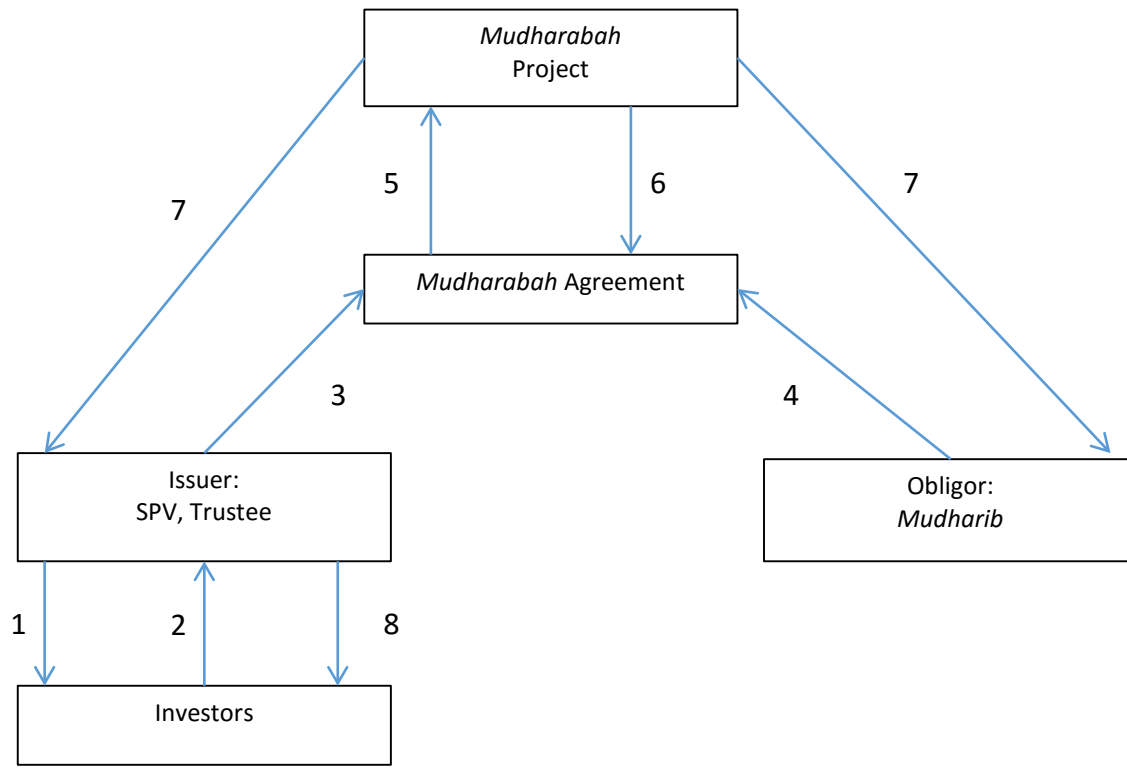 Mudharabah
Project
7
5
6
7
Mudharabah Agreement
3
4
Issuer:
SPV, Trustee
Obligor:
Mudharib
1
2
8
Investors